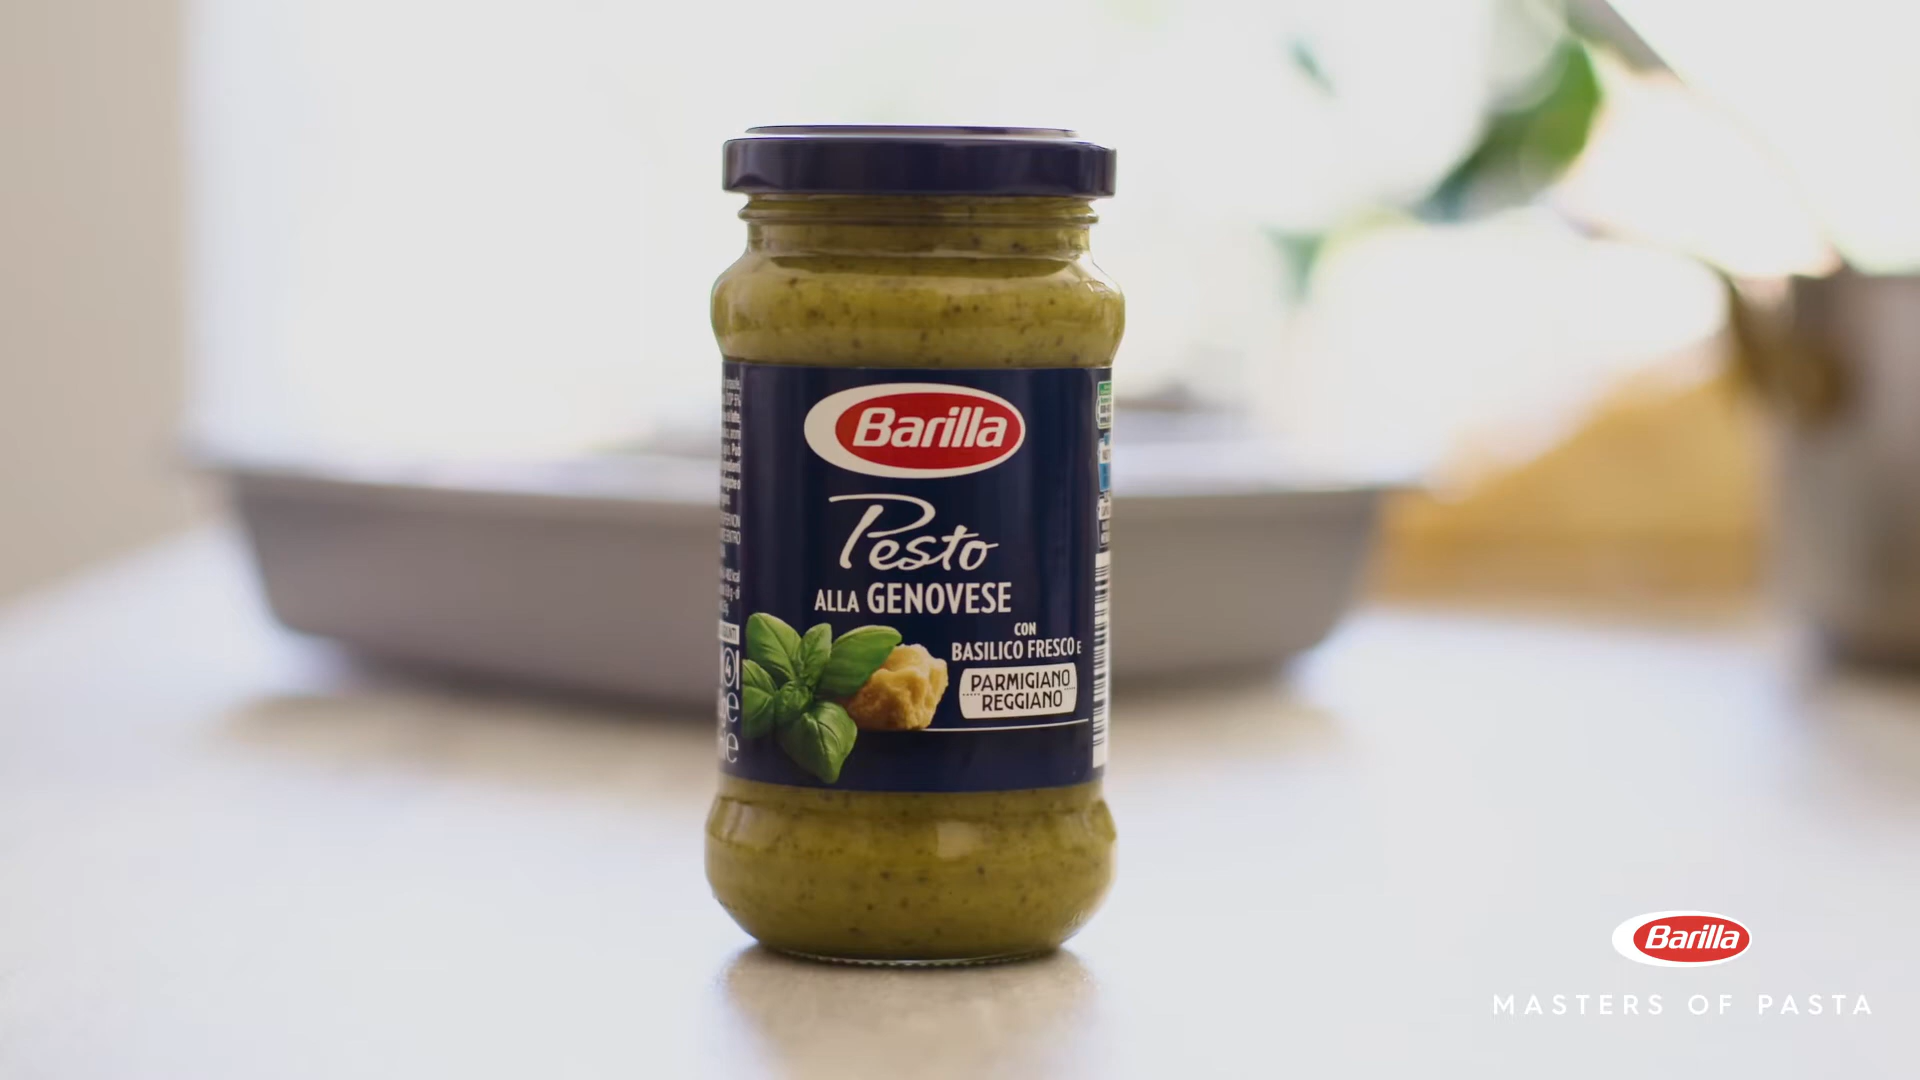 Barilla
Pesto
ALLA GENOVESE
CON
BASILICO FRESCO E
PARMIGIANO
REGGIANO
Barilla
MASTERS OF PASTA